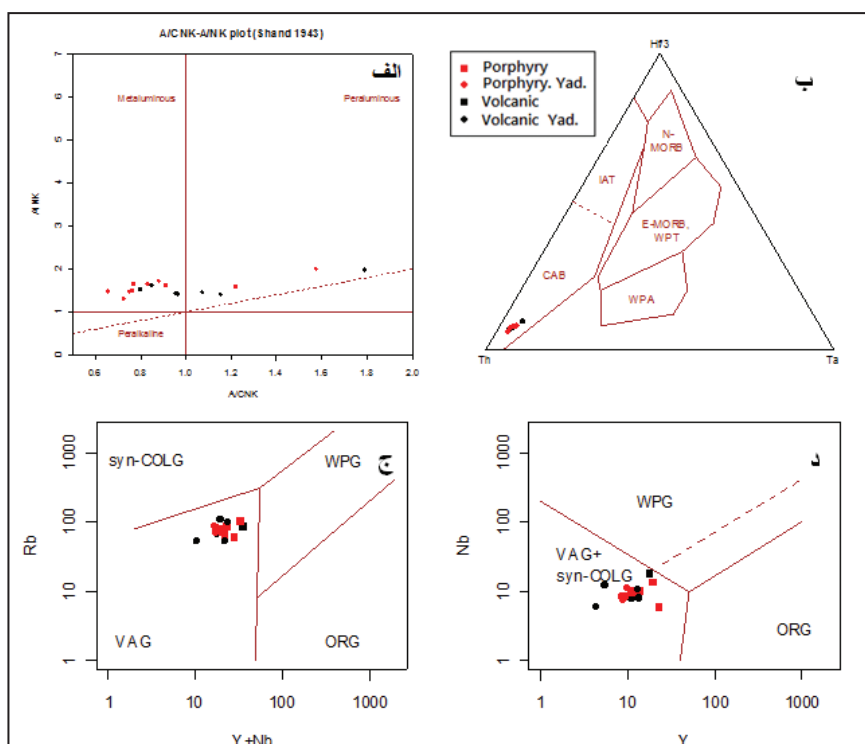 A/CNK-A/NK plot (Shand 1943)
الف
Metaluminous
Peraluminous
Peralkaline
A/NK
7
6
5
4
3
2
1
0
0.6
0.8
1.0
1.2
1.4
1.6
1.8
2.0
A/CNK
Porphyry
Porphyry. Yad.
Volcanic
Volcanic Yad.
ب
Hf/3
N-
MORB
IAT
E-MORB,
WPT
CAB
WPA
Th
Ta
ج
syn-COLG
WPG
VAG
ORG
Rb
1000
100
10
1
1
10
100
1000
Y+Nb
د
WPG
VAG+
syn-COLG
ORG
Nb
1000
100
10
1
1
10
100
1000
Y